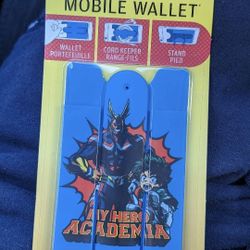 MOBILE WALLET
WALLET
PORTEFEUILLE
CORD KEEPER
RANGE-FILS
STAND
PIED
MY HERO
ACADEMIA